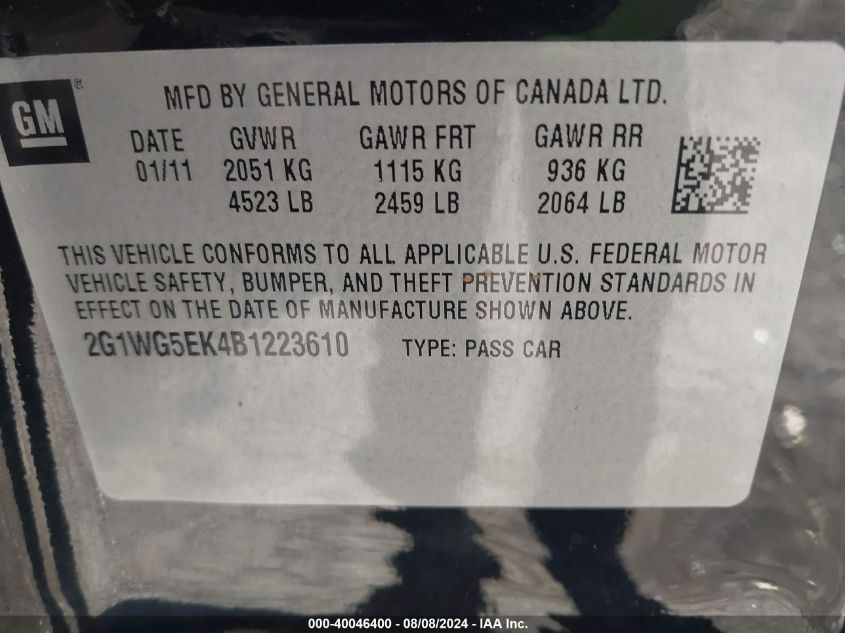 GM®
MFD BY GENERAL MOTORS OF CANADA LTD.
DATE GVWR GAWR FRT GAWR RR
01/11 2051 KG 1115 KG 936 KG
4523 LB 2459 LB 2064 LB
THIS VEHICLE CONFORMS TO ALL APPLICABLE U.S. FEDERAL MOTOR
VEHICLE SAFETY, BUMPER, AND THEFT PREVENTION STANDARDS IN
EFFECT ON THE DATE OF MANUFACTURE SHOWN ABOVE.
2G1WG5EK4B1223610 TYPE: PASS CAR
000-40046400 - 08/08/2024 - IAA Inc.